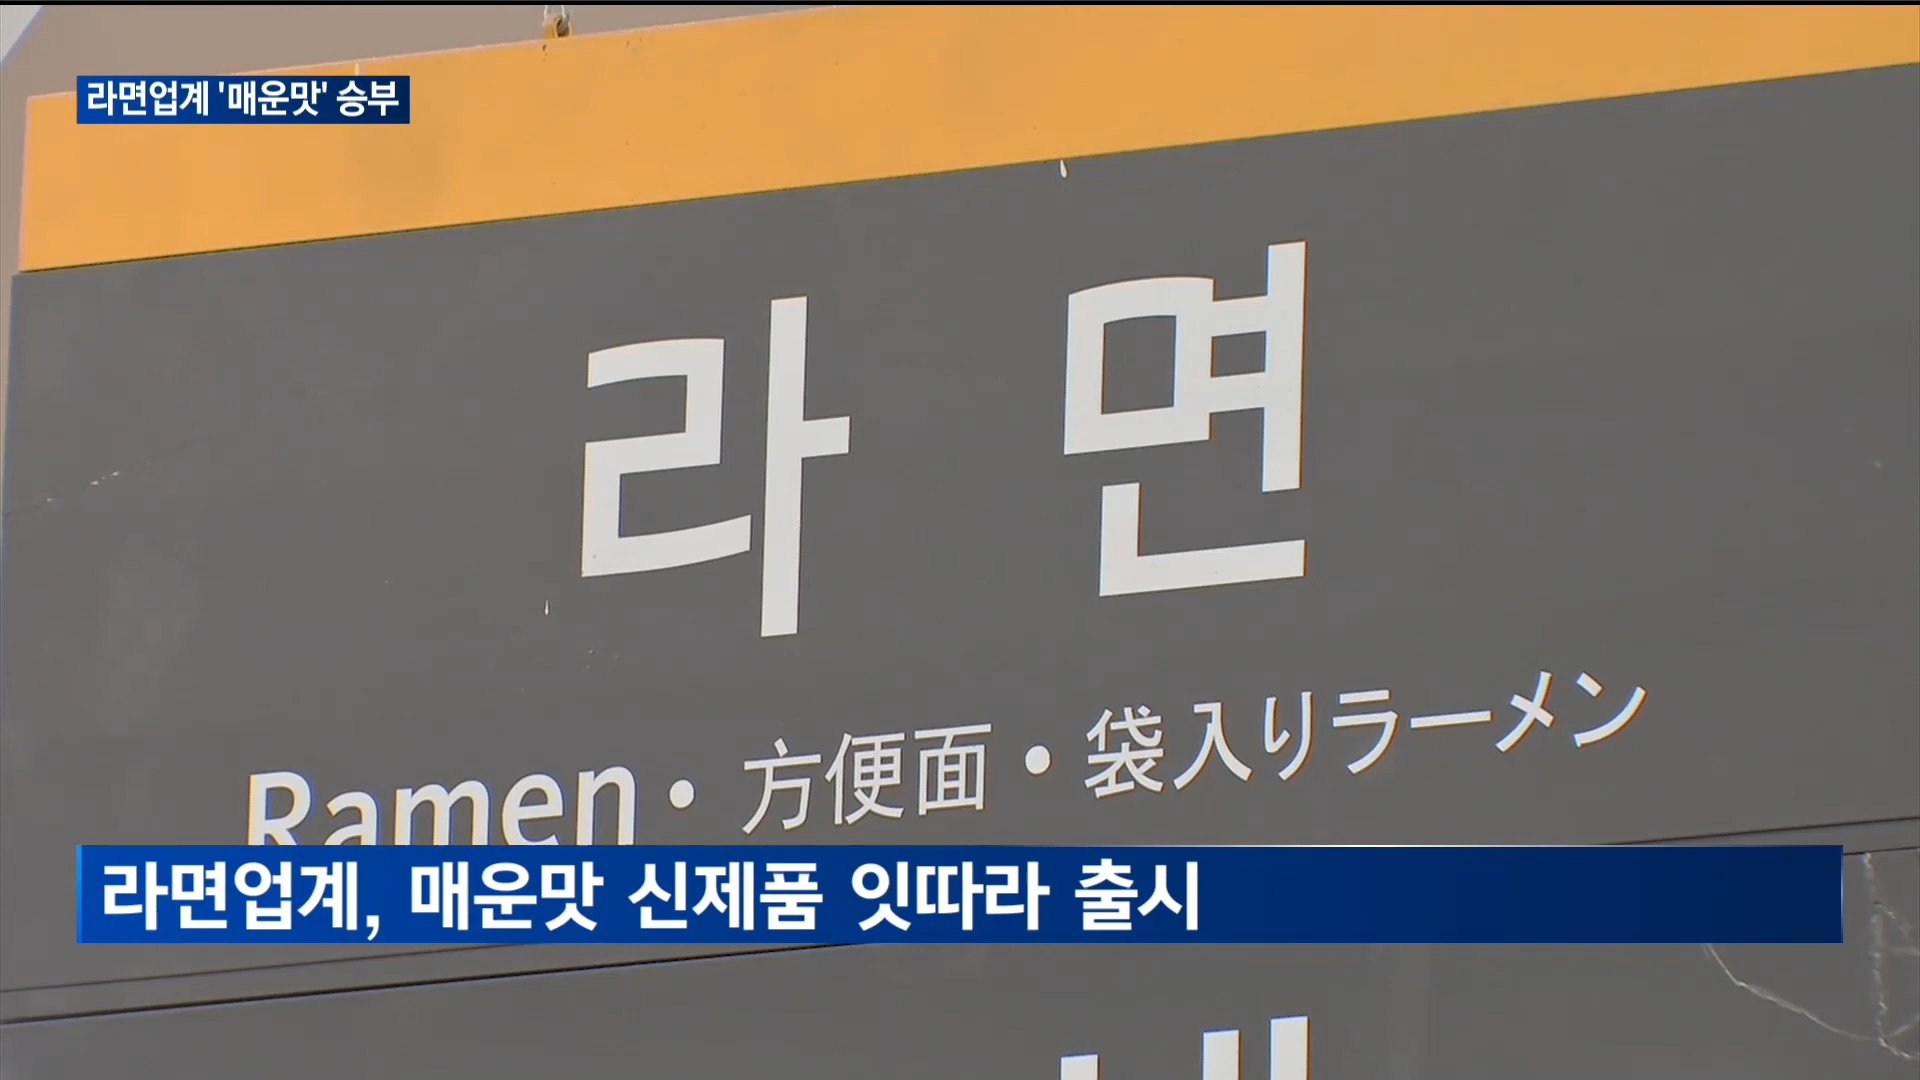 라면업계 '매운맛' 승부
라 면
Ramen・方便面・袋入りラーメン
라면업계, 매운맛 신제품 잇따라 출시